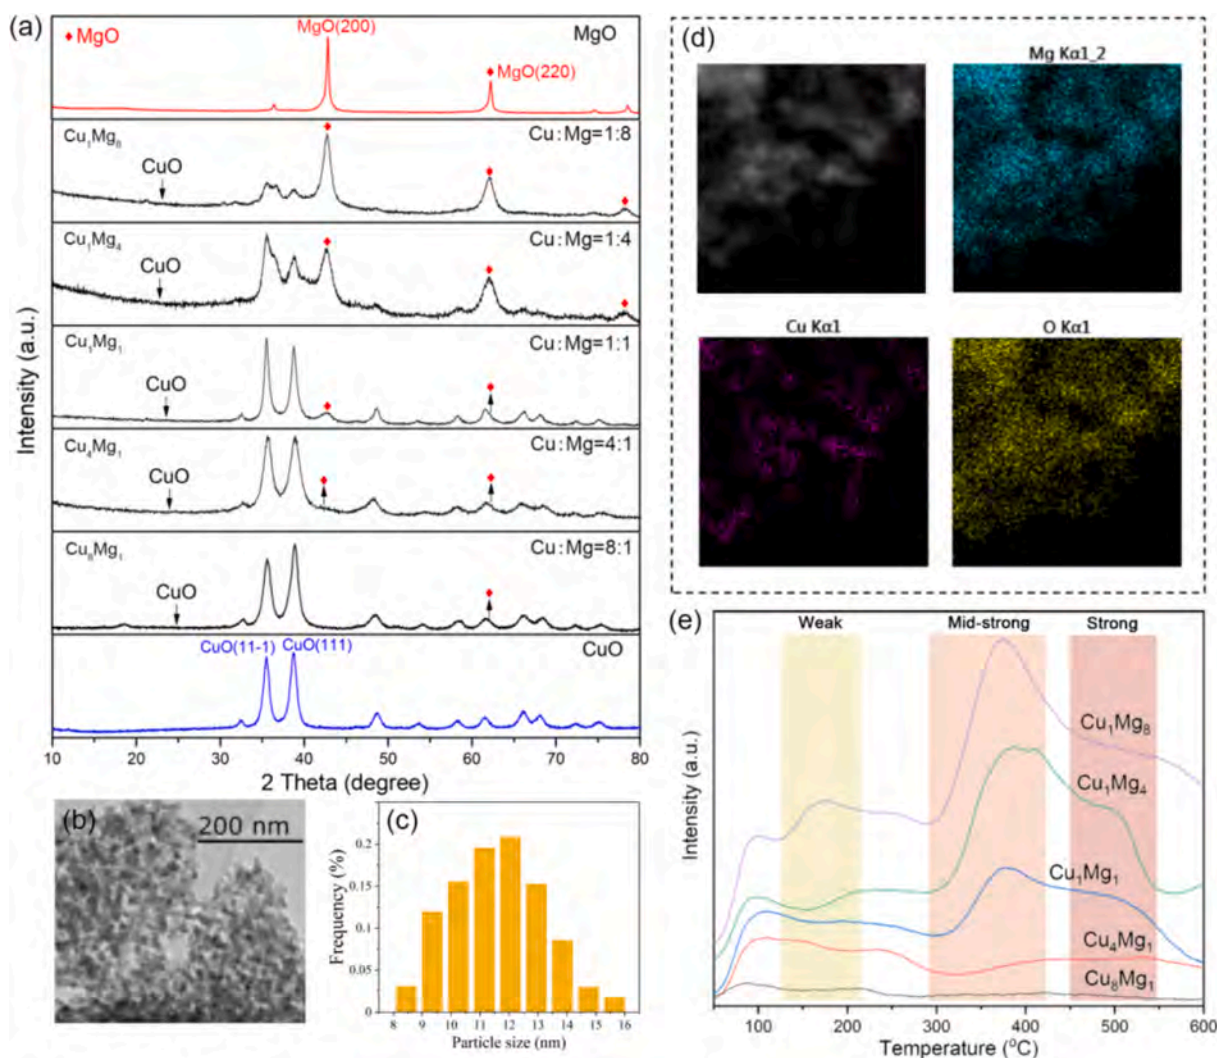 (a)
♦ MgO
MgO(200)
MgO
♦ MgO(220)
Cu₁Mg₈
Cu:Mg=1:8
CuO
Cu₁Mg₄
Cu:Mg=1:4
CuO
Cu₁Mg₁
Cu:Mg=1:1
CuO
Cu₄Mg₁
Cu:Mg=4:1
CuO
Cu₈Mg₁
Cu:Mg=8:1
CuO
CuO(11-1)
CuO(111)
CuO
Intensity (a.u.)
10 20 30 40 50 60 70 80
2 Theta (degree)
(b)
200 nm
(c)
Frequency (%)
0.2
0.15
0.1
0.05
0
8 9 10 11 12 13 14 15 16
Particle size (nm)
(d)
Mg Kα1_2
Cu Kα1
O Kα1
(e)
Weak
Mid-strong
Strong
Cu₁Mg₈
Cu₁Mg₄
Cu₁Mg₁
Cu₄Mg₁
Cu₈Mg₁
Intensity (a.u.)
100 200 300 400 500 600
Temperature (°C)